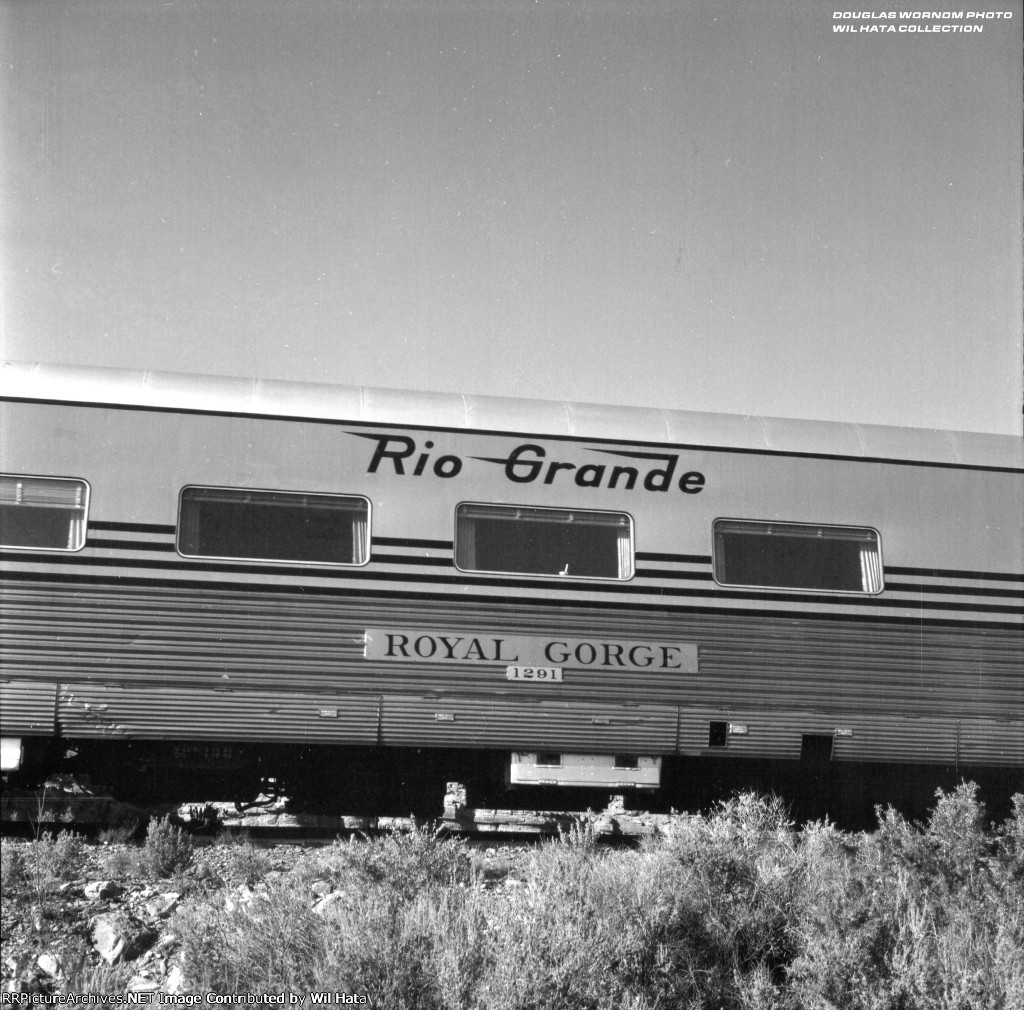 DOUGLAS WORNOM PHOTO
WIL HATA COLLECTION
Rio Grande
ROYAL GORGE
1291
RRPictureArchives.NET Image Contributed by Wil Hata